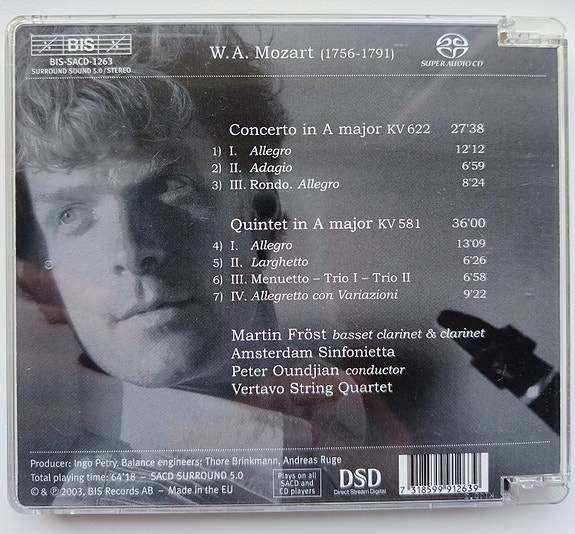 BIS
BIS-SACD-1263
SURROUND SOUND 5.0/STEREO
W.A. Mozart (1756-1791)
SUPER AUDIO CD
Concerto in A major KV 622 27'38
1) I. Allegro 12'12
2) II. Adagio 6'59
3) III. Rondo. Allegro 8'24
Quintet in A major KV 581 36'00
4) I. Allegro 13'09
5) II. Larghetto 6'26
6) III. Menuetto – Trio I – Trio II 6'58
7) IV. Allegretto con Variazioni 9'22
Martin Fröst basset clarinet & clarinet
Amsterdam Sinfonietta
Peter Oundjian conductor
Vertavo String Quartet
Producer: Ingo Petry, Balance engineers: Thore Brinkmann, Andreas Ruge
Total playing time: 64'18 – SACD SURROUND 5.0
© & ℗ 2003, BIS Records AB – Made in the EU
Plays on all
SACD and
CD players
DSD
Direct Stream Digital
7 318599 912639